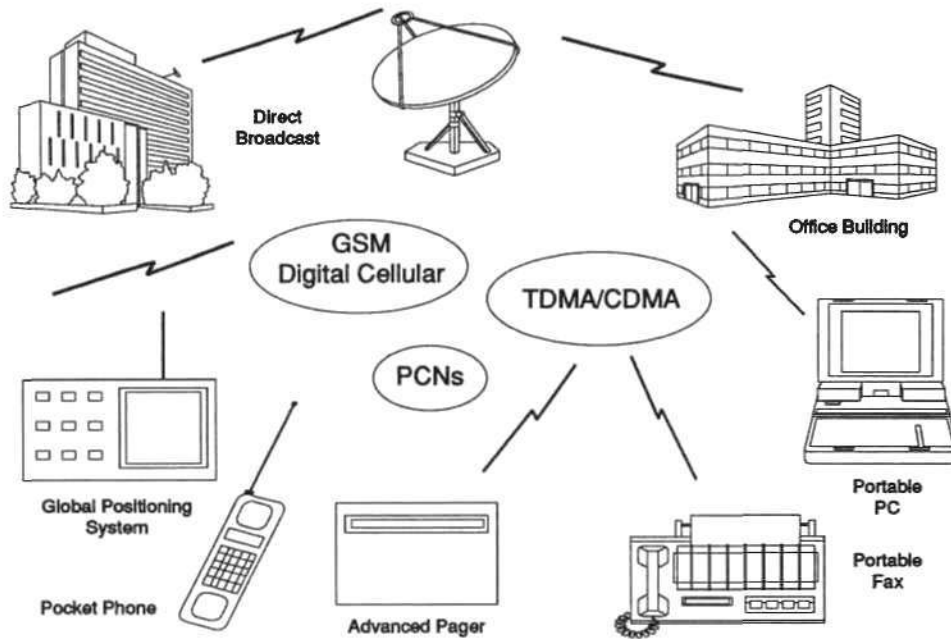 Direct
Broadcast
Office Building
GSM
Digital Cellular
TDMA/CDMA
PCNs
Global Positioning
System
Portable
PC
Pocket Phone
Advanced Pager
Portable
Fax